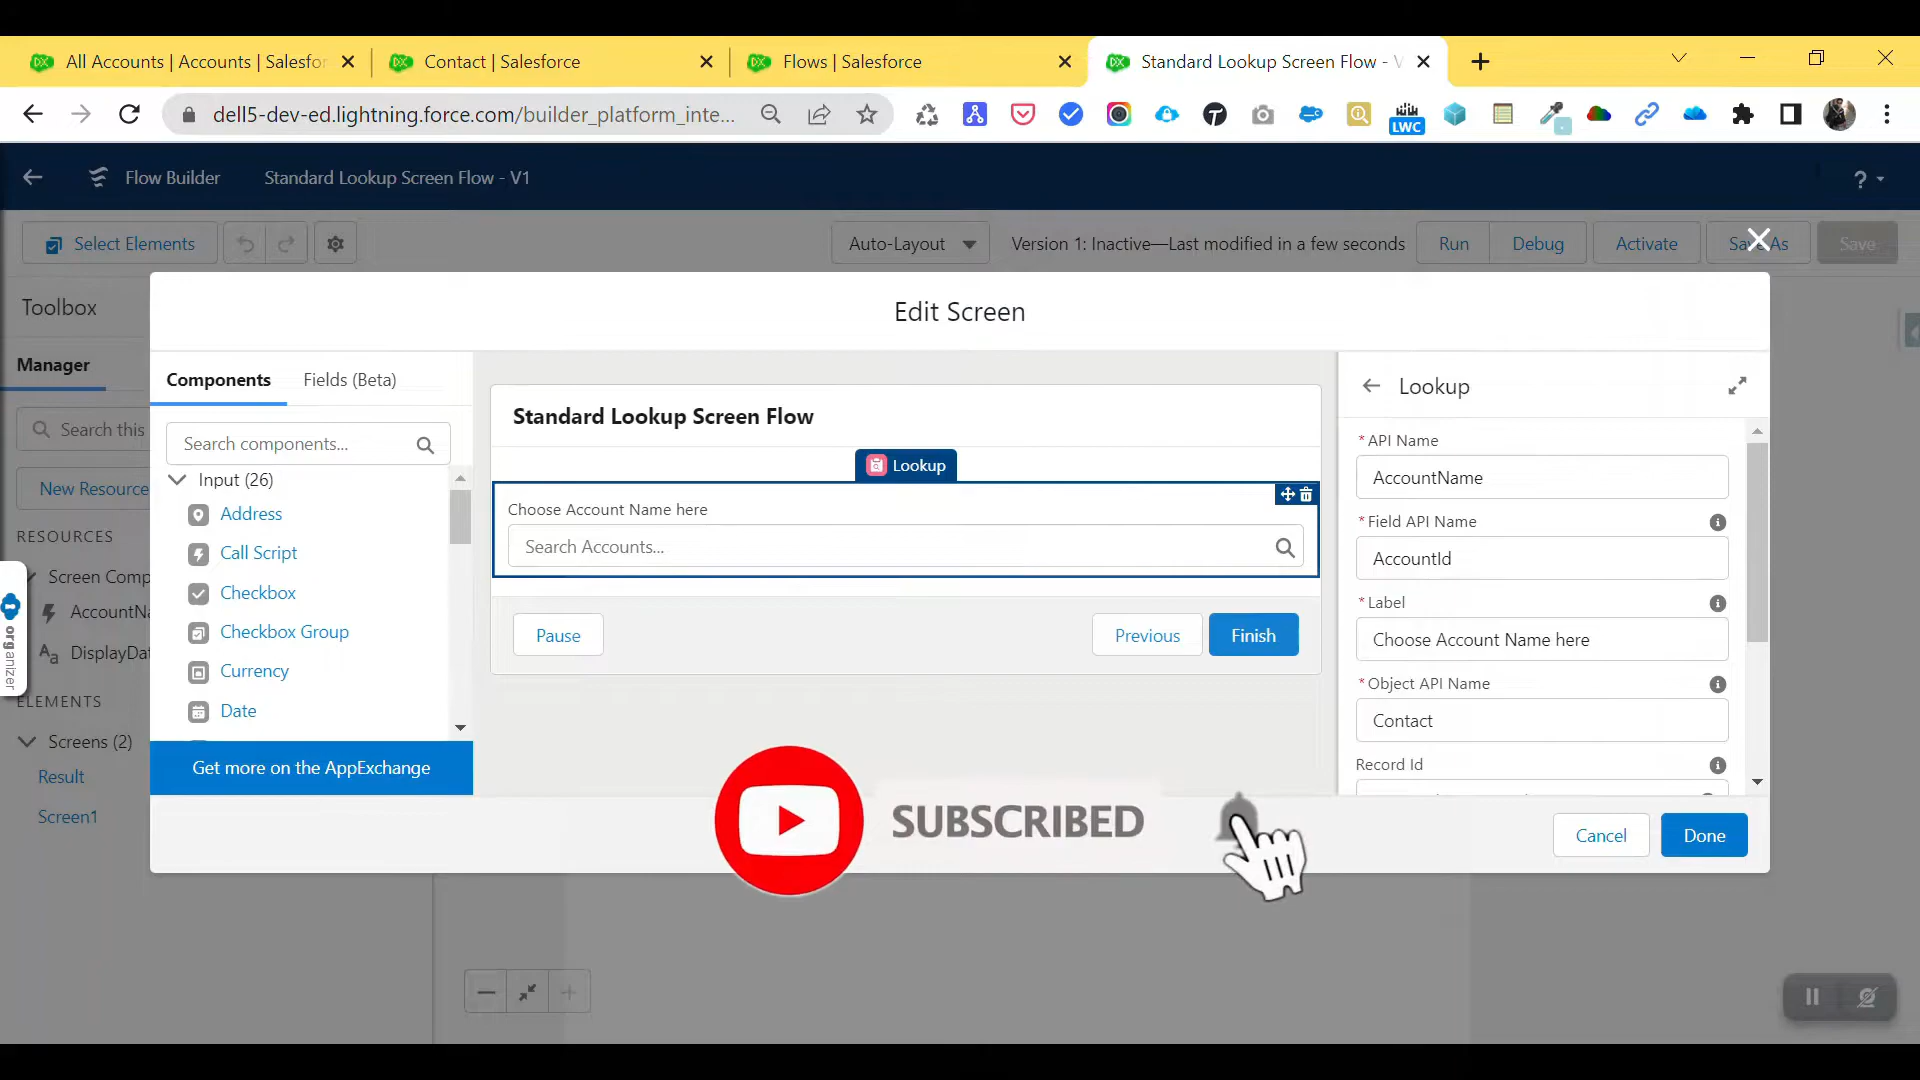 All Accounts | Accounts | Salesfor
Contact | Salesforce
Flows | Salesforce
Standard Lookup Screen Flow - V
dell5-dev-ed.lightning.force.com/builder_platform_inte...
LWC
Flow Builder
Standard Lookup Screen Flow - V1
?
Select Elements
Auto-Layout
Version 1: Inactive—Last modified in a few seconds
Run
Debug
Activate
Save As
Save
Toolbox
Manager
Search this
New Resource
RESOURCES
Screen Comp
AccountNa
DisplayDat
ELEMENTS
Screens (2)
Result
Screen1
organizer
Edit Screen
Components
Fields (Beta)
Search components...
Input (26)
Address
Call Script
Checkbox
Checkbox Group
Currency
Date
Get more on the AppExchange
Standard Lookup Screen Flow
Lookup
Choose Account Name here
Search Accounts...
Pause
Previous
Finish
Lookup
* API Name
AccountName
* Field API Name
AccountId
* Label
Choose Account Name here
* Object API Name
Contact
Record Id
Cancel
Done
SUBSCRIBED